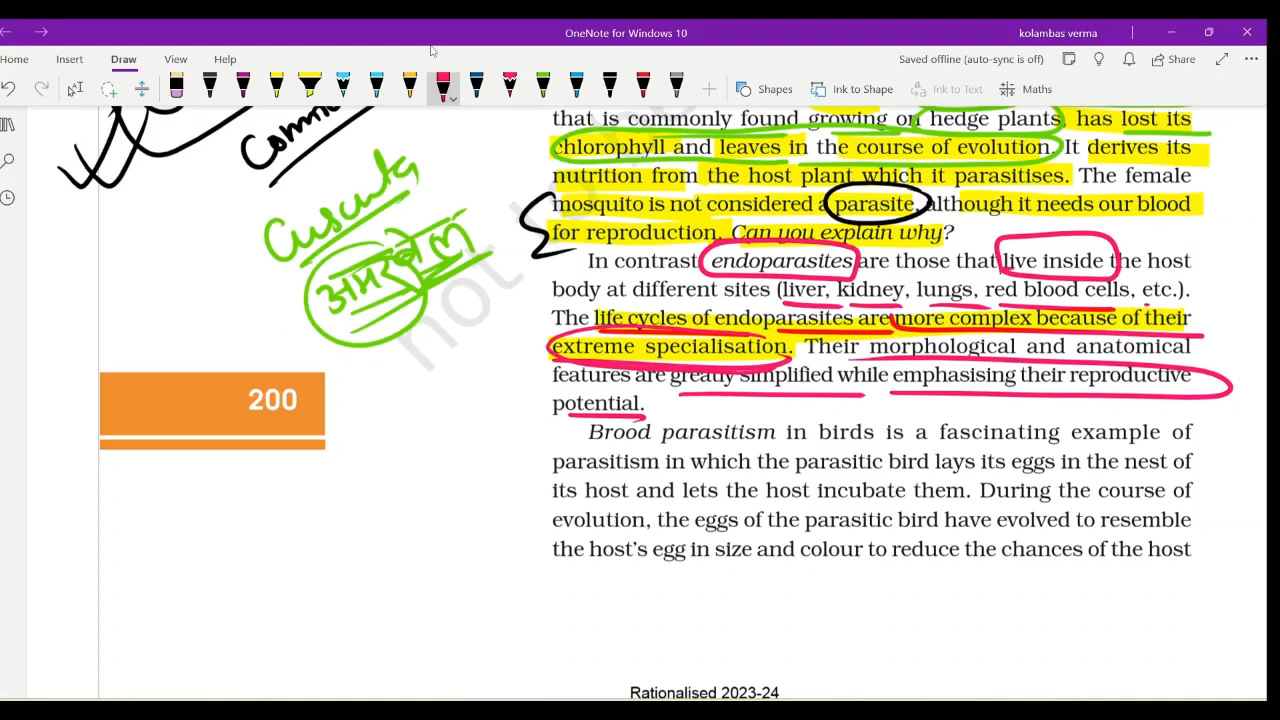 OneNote for Windows 10
kolambas verma
Home Insert Draw View Help
Saved offline (auto-sync is off)
Share
Shapes
Ink to Shape
Ink to Text
Maths
that is commonly found growing on hedge plants, has lost its
chlorophyll and leaves in the course of evolution. It derives its
nutrition from the host plant which it parasitises. The female
mosquito is not considered a parasite, although it needs our blood
for reproduction. Can you explain why?
In contrast endoparasites are those that live inside the host
body at different sites (liver, kidney, lungs, red blood cells, etc.).
The life cycles of endoparasites are more complex because of their
extreme specialisation. Their morphological and anatomical
features are greatly simplified while emphasising their reproductive
potential.
Brood parasitism in birds is a fascinating example of
parasitism in which the parasitic bird lays its eggs in the nest of
its host and lets the host incubate them. During the course of
evolution, the eggs of the parasitic bird have evolved to resemble
the host's egg in size and colour to reduce the chances of the host
Cuscuta
अमरबेल
200
Rationalised 2023-24